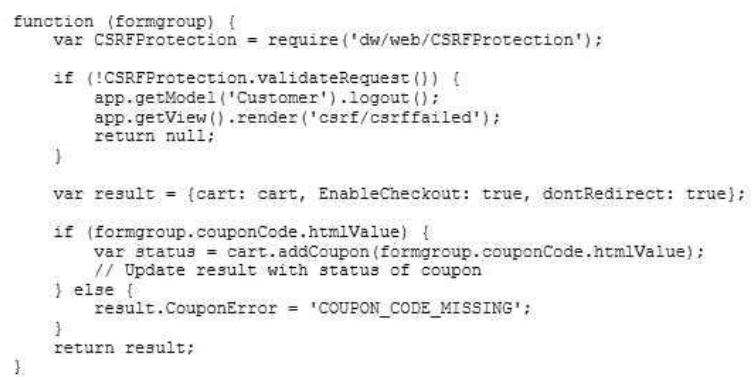 function (formgroup) {
var CSRFProtection = require('dw/web/CSRFProtection');
if (!CSRFProtection.validateRequest()) {
app.getModel('Customer').logout();
app.getView().render('csrf/csrffailed');
return null;
}
var result = {cart: cart, EnableCheckout: true, dontRedirect: true};
if (formgroup.couponCode.htmlValue) {
var status = cart.addCoupon(formgroup.couponCode.htmlValue);
// Update result with status of coupon
} else {
result.CouponError = 'COUPON_CODE_MISSING';
}
return result;
}